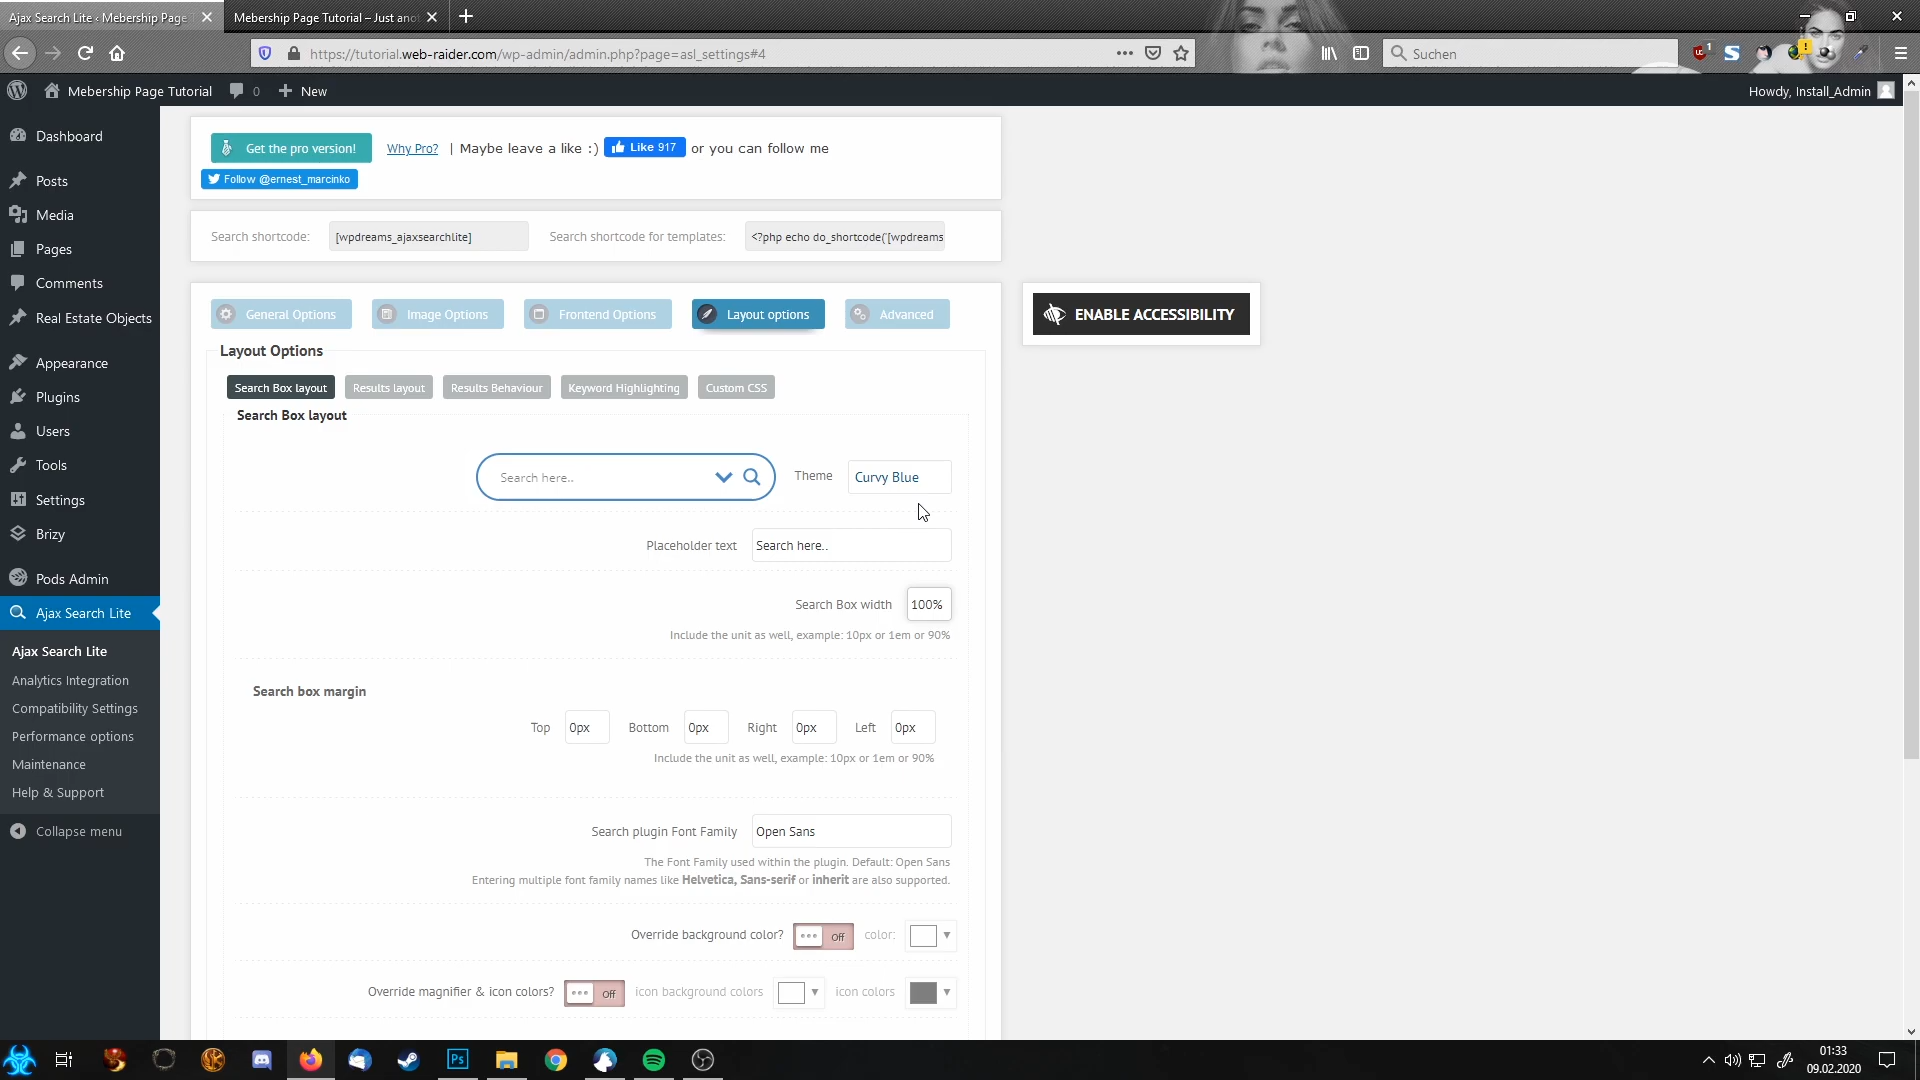 Ajax Search Lite ‹ Mebership Page
Mebership Page Tutorial – Just ano
https://tutorial.web-raider.com/wp-admin/admin.php?page=asl_settings#4
Suchen
1
Mebership Page Tutorial
0
New
Howdy, Install_Admin
Dashboard
Posts
Media
Pages
Comments
Real Estate Objects
Appearance
Plugins
Users
Tools
Settings
Brizy
Pods Admin
Ajax Search Lite
Ajax Search Lite
Analytics Integration
Compatibility Settings
Performance options
Maintenance
Help & Support
Collapse menu
Get the pro version!
Why Pro?
| Maybe leave a like :)
Like 917
or you can follow me
Follow @ernest_marcinko
Search shortcode:
[wpdreams_ajaxsearchlite]
Search shortcode for templates:
<?php echo do_shortcode('[wpdreams
General Options
Image Options
Frontend Options
Layout options
Advanced
ENABLE ACCESSIBILITY
Layout Options
Search Box layout
Results layout
Results Behaviour
Keyword Highlighting
Custom CSS
Search Box layout
Search here..
Theme
Curvy Blue
Placeholder text
Search here..
Search Box width
100%
Include the unit as well, example: 10px or 1em or 90%
Search box margin
Top
0px
Bottom
0px
Right
0px
Left
0px
Include the unit as well, example: 10px or 1em or 90%
Search plugin Font Family
Open Sans
The Font Family used within the plugin. Default: Open Sans
Entering multiple font family names like Helvetica, Sans-serif or inherit are also supported.
Override background color?
Off
color:
Override magnifier & icon colors?
Off
icon background colors
icon colors
Ps
01:33
09.02.2020